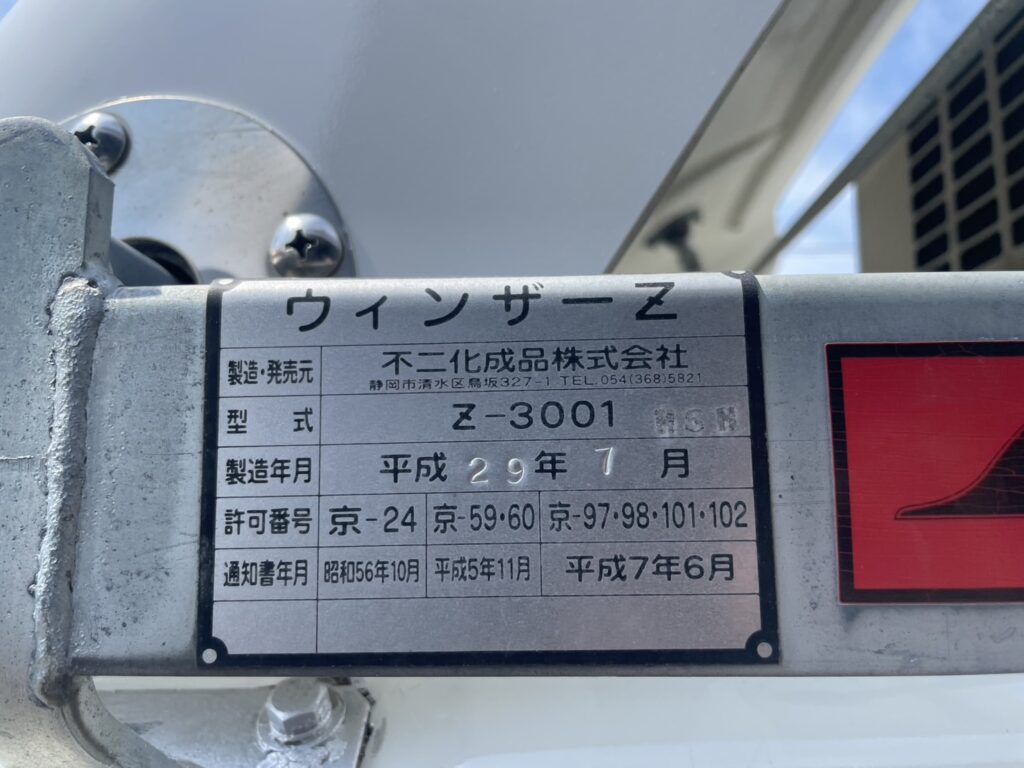 ウィンザーZ
製造・発売元 不二化成品株式会社
静岡市清水区鳥坂327-1 TEL.054(368)5821
型 式 Z-3001 HSH
製造年月 平成 29 年 7 月
許可番号 京-24 京-59・60 京-97・98・101・102
通知書年月 昭和56年10月 平成5年11月 平成7年6月